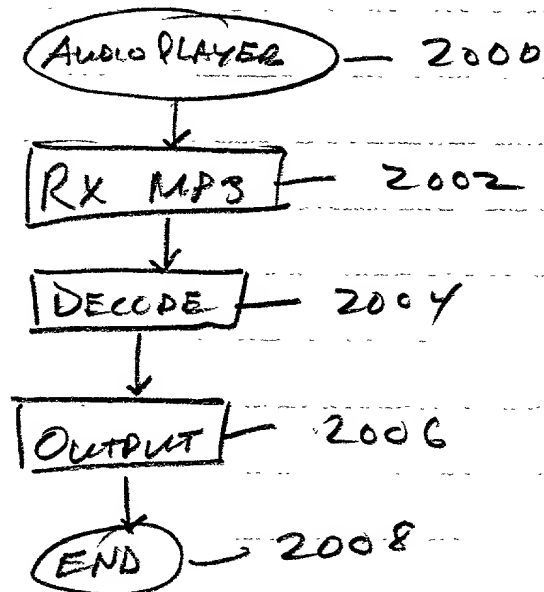 AUDIO PLAYER — 2000
RX MP3 — 2002
DECODE — 2004
OUTPUT — 2006
END — 2008